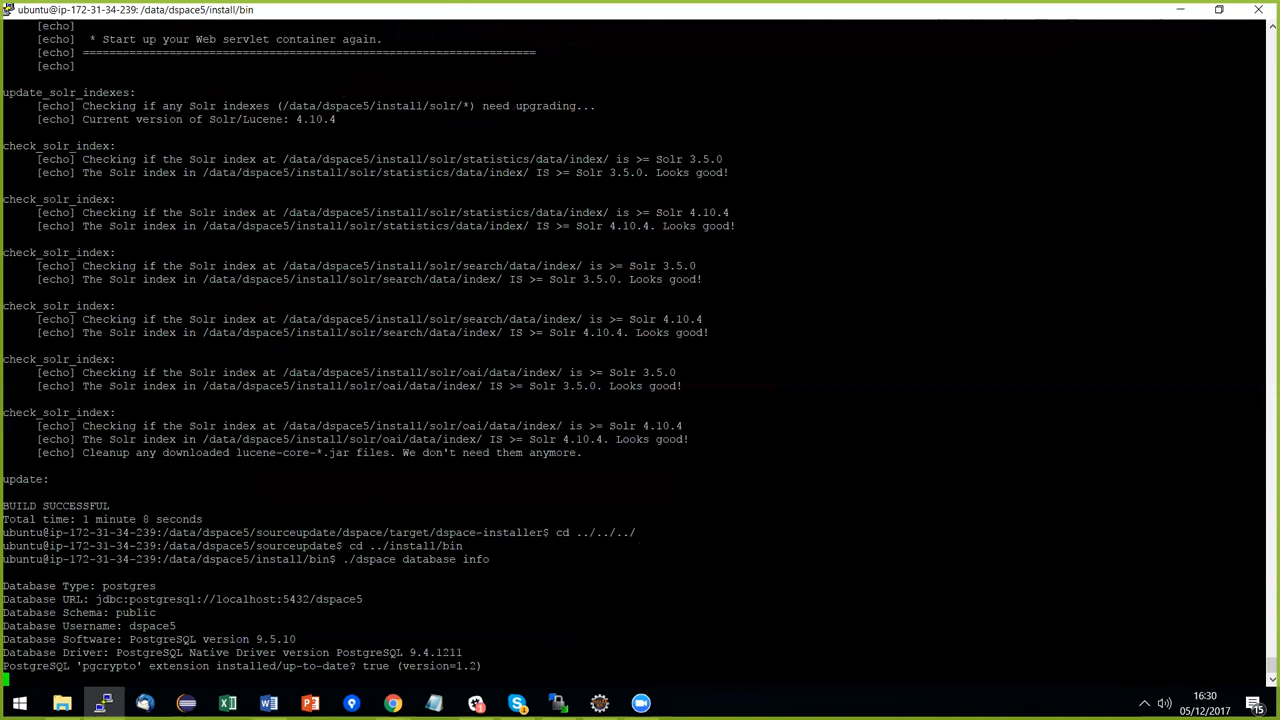 ubuntu@ip-172-31-34-239: /data/dspace5/install/bin
[echo]
[echo]  * Start up your Web servlet container again.
[echo] ====================================================================
[echo]
update_solr_indexes:
[echo] Checking if any Solr indexes (/data/dspace5/install/solr/*) need upgrading...
[echo] Current version of Solr/Lucene: 4.10.4
check_solr_index:
[echo] Checking if the Solr index at /data/dspace5/install/solr/statistics/data/index/ is >= Solr 3.5.0
[echo] The Solr index in /data/dspace5/install/solr/statistics/data/index/ IS >= Solr 3.5.0. Looks good!
check_solr_index:
[echo] Checking if the Solr index at /data/dspace5/install/solr/statistics/data/index/ is >= Solr 4.10.4
[echo] The Solr index in /data/dspace5/install/solr/statistics/data/index/ IS >= Solr 4.10.4. Looks good!
check_solr_index:
[echo] Checking if the Solr index at /data/dspace5/install/solr/search/data/index/ is >= Solr 3.5.0
[echo] The Solr index in /data/dspace5/install/solr/search/data/index/ IS >= Solr 3.5.0. Looks good!
check_solr_index:
[echo] Checking if the Solr index at /data/dspace5/install/solr/search/data/index/ is >= Solr 4.10.4
[echo] The Solr index in /data/dspace5/install/solr/search/data/index/ IS >= Solr 4.10.4. Looks good!
check_solr_index:
[echo] Checking if the Solr index at /data/dspace5/install/solr/oai/data/index/ is >= Solr 3.5.0
[echo] The Solr index in /data/dspace5/install/solr/oai/data/index/ IS >= Solr 3.5.0. Looks good!
check_solr_index:
[echo] Checking if the Solr index at /data/dspace5/install/solr/oai/data/index/ is >= Solr 4.10.4
[echo] The Solr index in /data/dspace5/install/solr/oai/data/index/ IS >= Solr 4.10.4. Looks good!
[echo] Cleanup any downloaded lucene-core-*.jar files. We don't need them anymore.
update:
BUILD SUCCESSFUL
Total time: 1 minute 8 seconds
ubuntu@ip-172-31-34-239:/data/dspace5/sourceupdate/dspace/target/dspace-installer$ cd ../../../
ubuntu@ip-172-31-34-239:/data/dspace5/sourceupdate$ cd ../install/bin
ubuntu@ip-172-31-34-239:/data/dspace5/install/bin$ ./dspace database info
Database Type: postgres
Database URL: jdbc:postgresql://localhost:5432/dspace5
Database Schema: public
Database Username: dspace5
Database Software: PostgreSQL version 9.5.10
Database Driver: PostgreSQL Native Driver version PostgreSQL 9.4.1211
PostgreSQL 'pgcrypto' extension installed/up-to-date? true (version=1.2)
16:30
05/12/2017
15